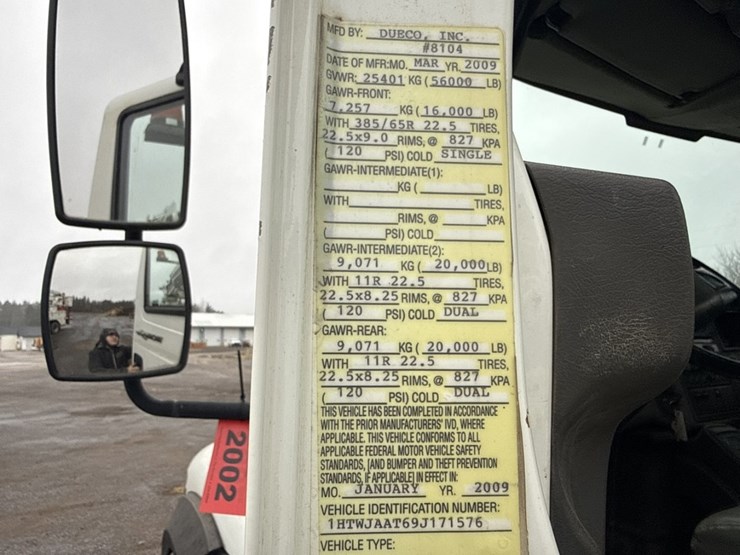 MFD BY: DUECO, INC.
#8104
DATE OF MFR:MO. MAR YR. 2009
GVWR: 25401 KG ( 56000 LB)
GAWR-FRONT:
7,257 KG ( 16,000 LB)
WITH 385/65R 22.5 TIRES,
22.5x9.0 RIMS, @ 827 KPA
( 120 PSI) COLD SINGLE
GAWR-INTERMEDIATE(1):
KG ( LB)
WITH TIRES,
RIMS, @ KPA
( PSI) COLD
GAWR-INTERMEDIATE(2):
9,071 KG ( 20,000 LB)
WITH 11R 22.5 TIRES,
22.5x8.25 RIMS, @ 827 KPA
( 120 PSI) COLD DUAL
GAWR-REAR:
9,071 KG ( 20,000 LB)
WITH 11R 22.5 TIRES,
22.5x8.25 RIMS, @ 827 KPA
( 120 PSI) COLD DUAL
THIS VEHICLE HAS BEEN COMPLETED IN ACCORDANCE
WITH THE PRIOR MANUFACTURERS' IVD, WHERE
APPLICABLE. THIS VEHICLE CONFORMS TO ALL
APPLICABLE FEDERAL MOTOR VEHICLE SAFETY
STANDARDS, [AND BUMPER AND THEFT PREVENTION
STANDARDS, IF APPLICABLE] IN EFFECT IN:
MO. JANUARY YR. 2009
VEHICLE IDENTIFICATION NUMBER:
1HTWJAAT69J171576
VEHICLE TYPE:
2002